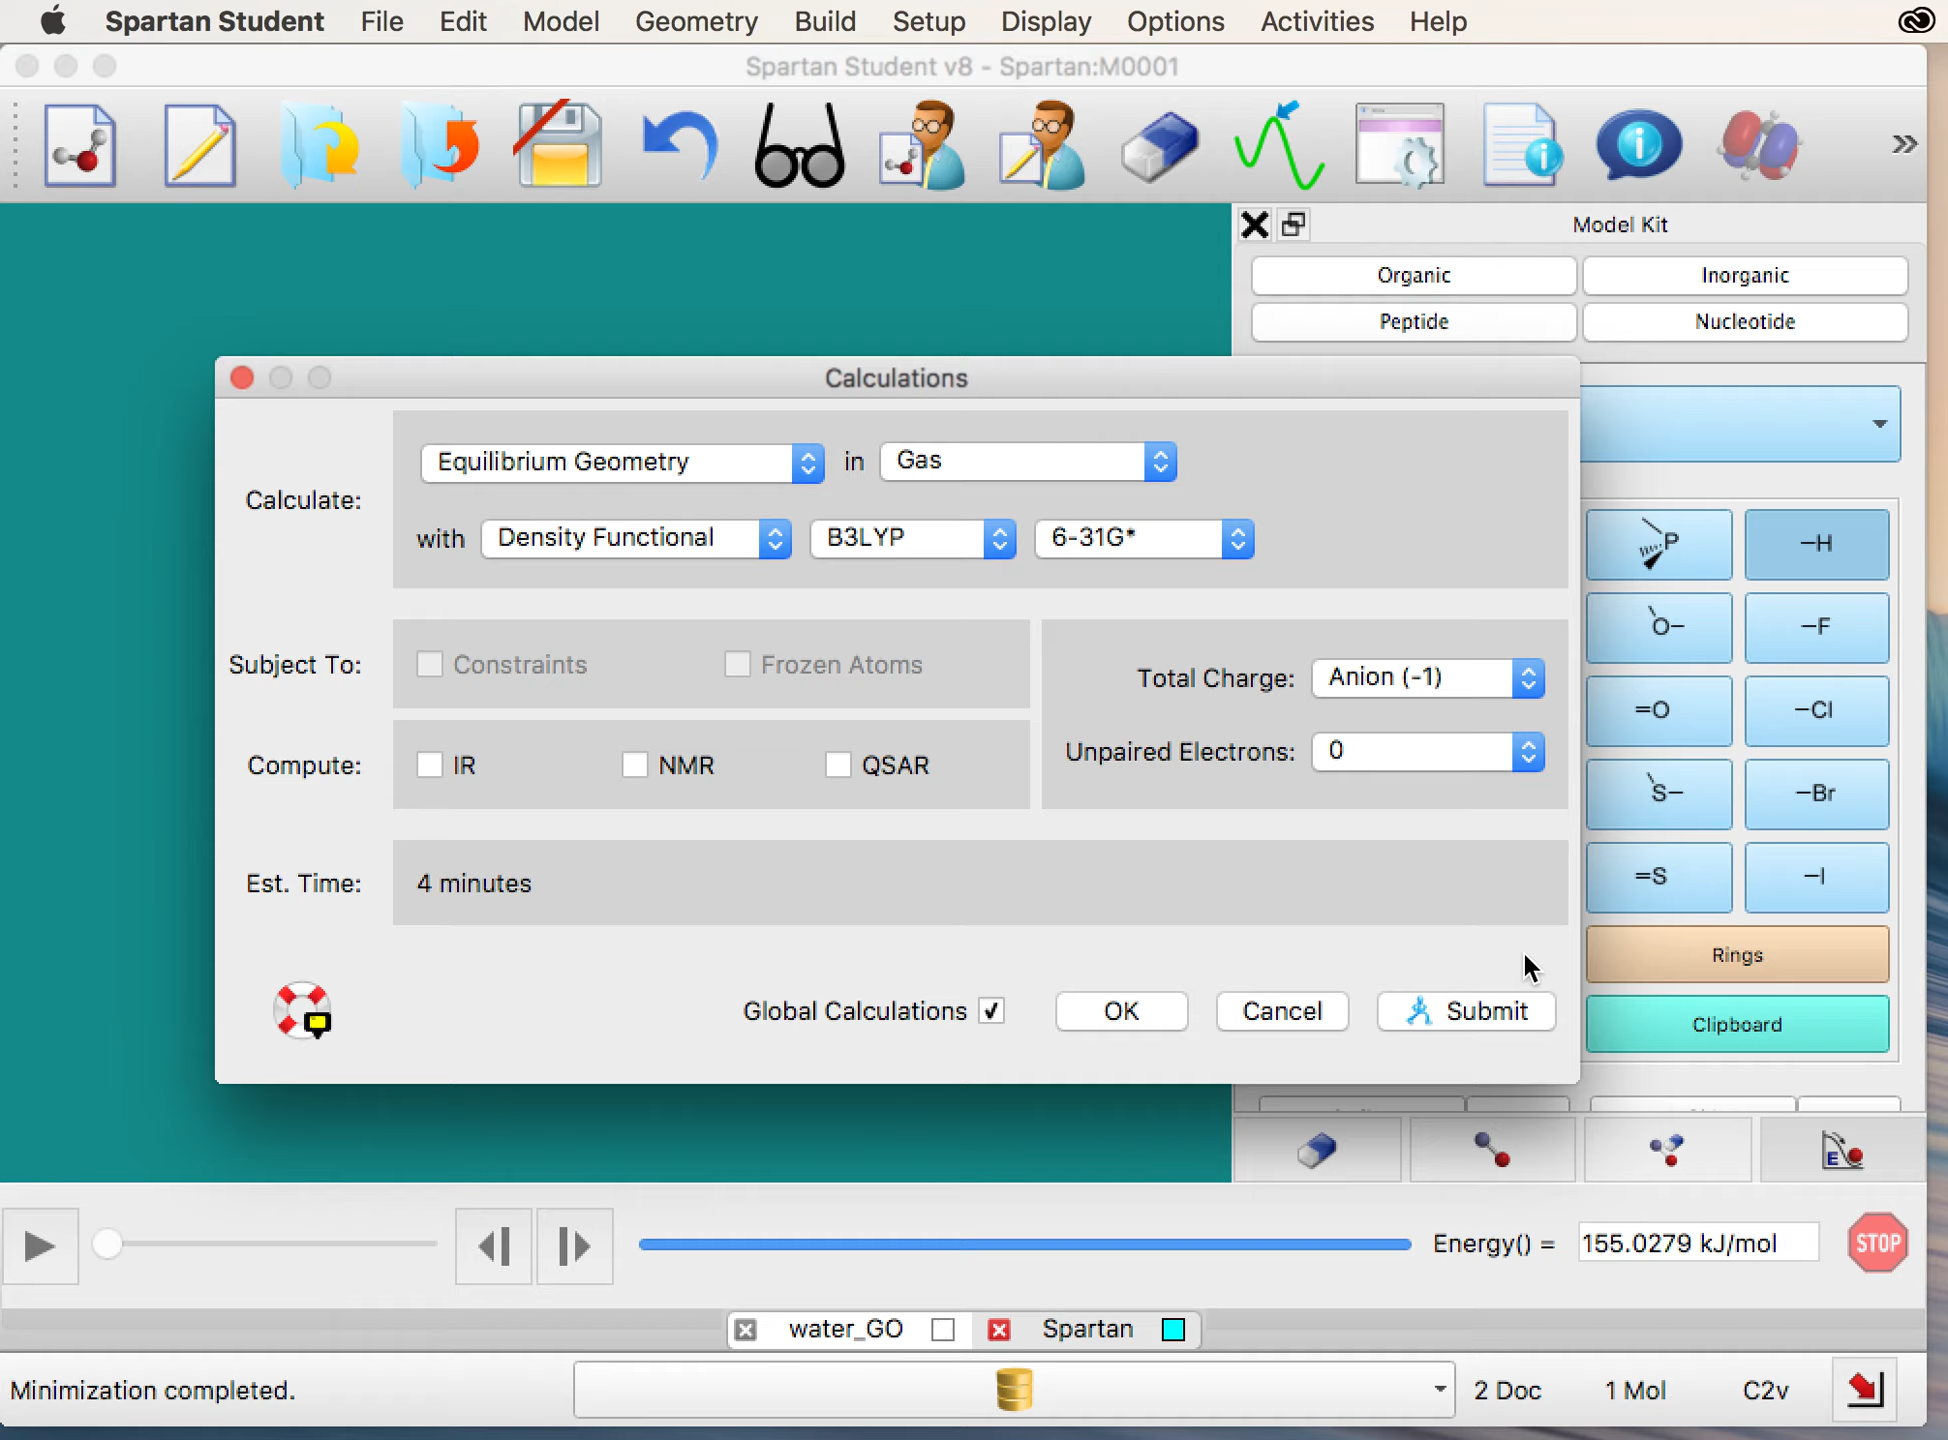 Spartan Student File Edit Model Geometry Build Setup Display Options Activities Help
Spartan Student v8 - Spartan:M0001
Model Kit
Organic Inorganic
Peptide Nucleotide
Calculations
Calculate:
Equilibrium Geometry in Gas
with Density Functional B3LYP 6-31G*
Subject To: Constraints Frozen Atoms
Total Charge: Anion (-1)
Unpaired Electrons: 0
Compute: IR NMR QSAR
Est. Time: 4 minutes
Global Calculations OK Cancel Submit
P -H
O- -F
=O -Cl
S- -Br
=S -I
Rings
Clipboard
E
Energy() = 155.0279 kJ/mol STOP
water_GO Spartan
Minimization completed. 2 Doc 1 Mol C2v